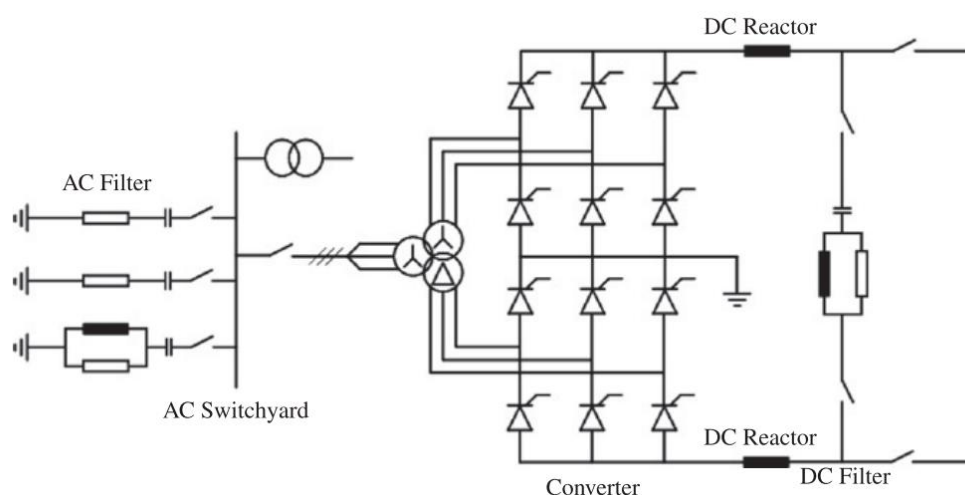 DC Reactor
AC Filter
AC Switchyard
DC Reactor
DC Filter
Converter